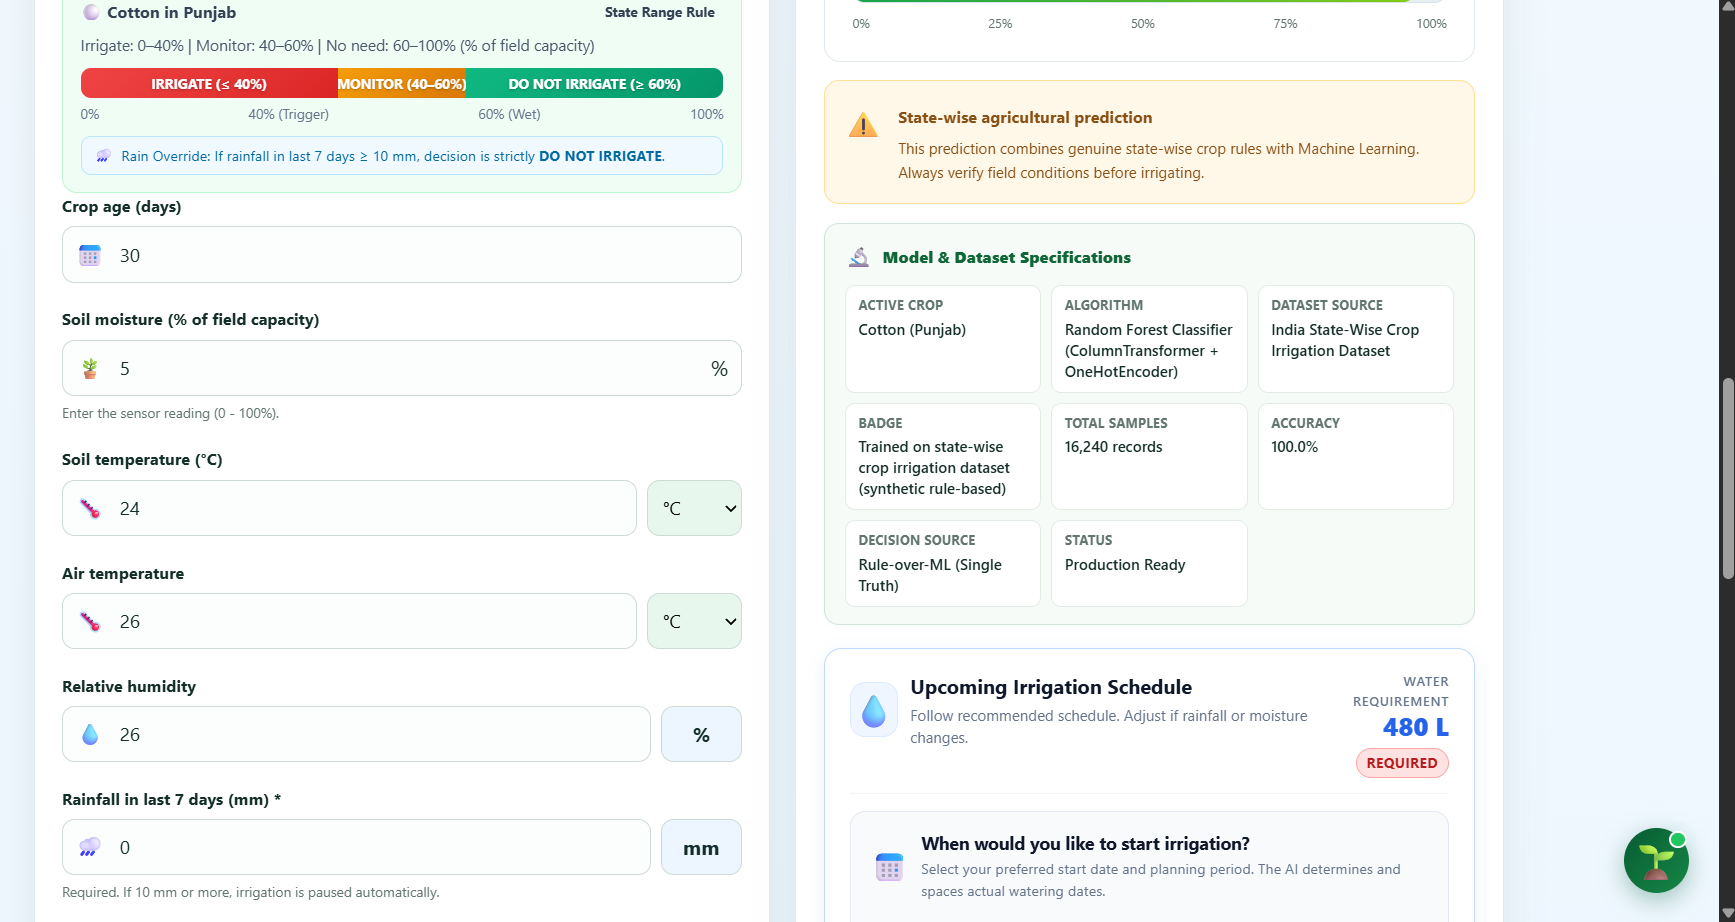 Cotton in Punjab
State Range Rule
Irrigate: 0–40% | Monitor: 40–60% | No need: 60–100% (% of field capacity)
IRRIGATE (≤ 40%)
MONITOR (40–60%)
DO NOT IRRIGATE (≥ 60%)
0%
40% (Trigger)
60% (Wet)
100%
Rain Override: If rainfall in last 7 days ≥ 10 mm, decision is strictly DO NOT IRRIGATE.
Crop age (days)
30
Soil moisture (% of field capacity)
5
%
Enter the sensor reading (0 - 100%).
Soil temperature (°C)
24
°C
Air temperature
26
°C
Relative humidity
26
%
Rainfall in last 7 days (mm) *
0
mm
Required. If 10 mm or more, irrigation is paused automatically.
0%
25%
50%
75%
100%
State-wise agricultural prediction
This prediction combines genuine state-wise crop rules with Machine Learning.
Always verify field conditions before irrigating.
Model & Dataset Specifications
ACTIVE CROP
Cotton (Punjab)
ALGORITHM
Random Forest Classifier
(ColumnTransformer +
OneHotEncoder)
DATASET SOURCE
India State-Wise Crop
Irrigation Dataset
BADGE
Trained on state-wise
crop irrigation dataset
(synthetic rule-based)
TOTAL SAMPLES
16,240 records
ACCURACY
100.0%
DECISION SOURCE
Rule-over-ML (Single
Truth)
STATUS
Production Ready
Upcoming Irrigation Schedule
Follow recommended schedule. Adjust if rainfall or moisture
changes.
WATER
REQUIREMENT
480 L
REQUIRED
When would you like to start irrigation?
Select your preferred start date and planning period. The AI determines and
spaces actual watering dates.